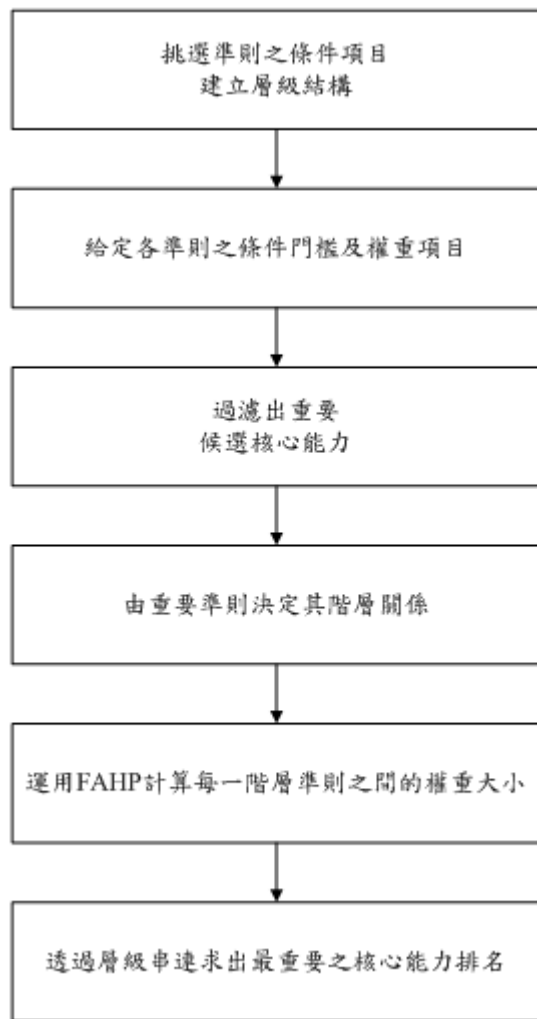 挑選準則之條件項目
建立層級結構
給定各準則之條件門檻及權重項目
過濾出重要
候選核心能力
由重要準則決定其階層關係
運用FAHP計算每一階層準則之間的權重大小
透過層級串連求出最重要之核心能力排名